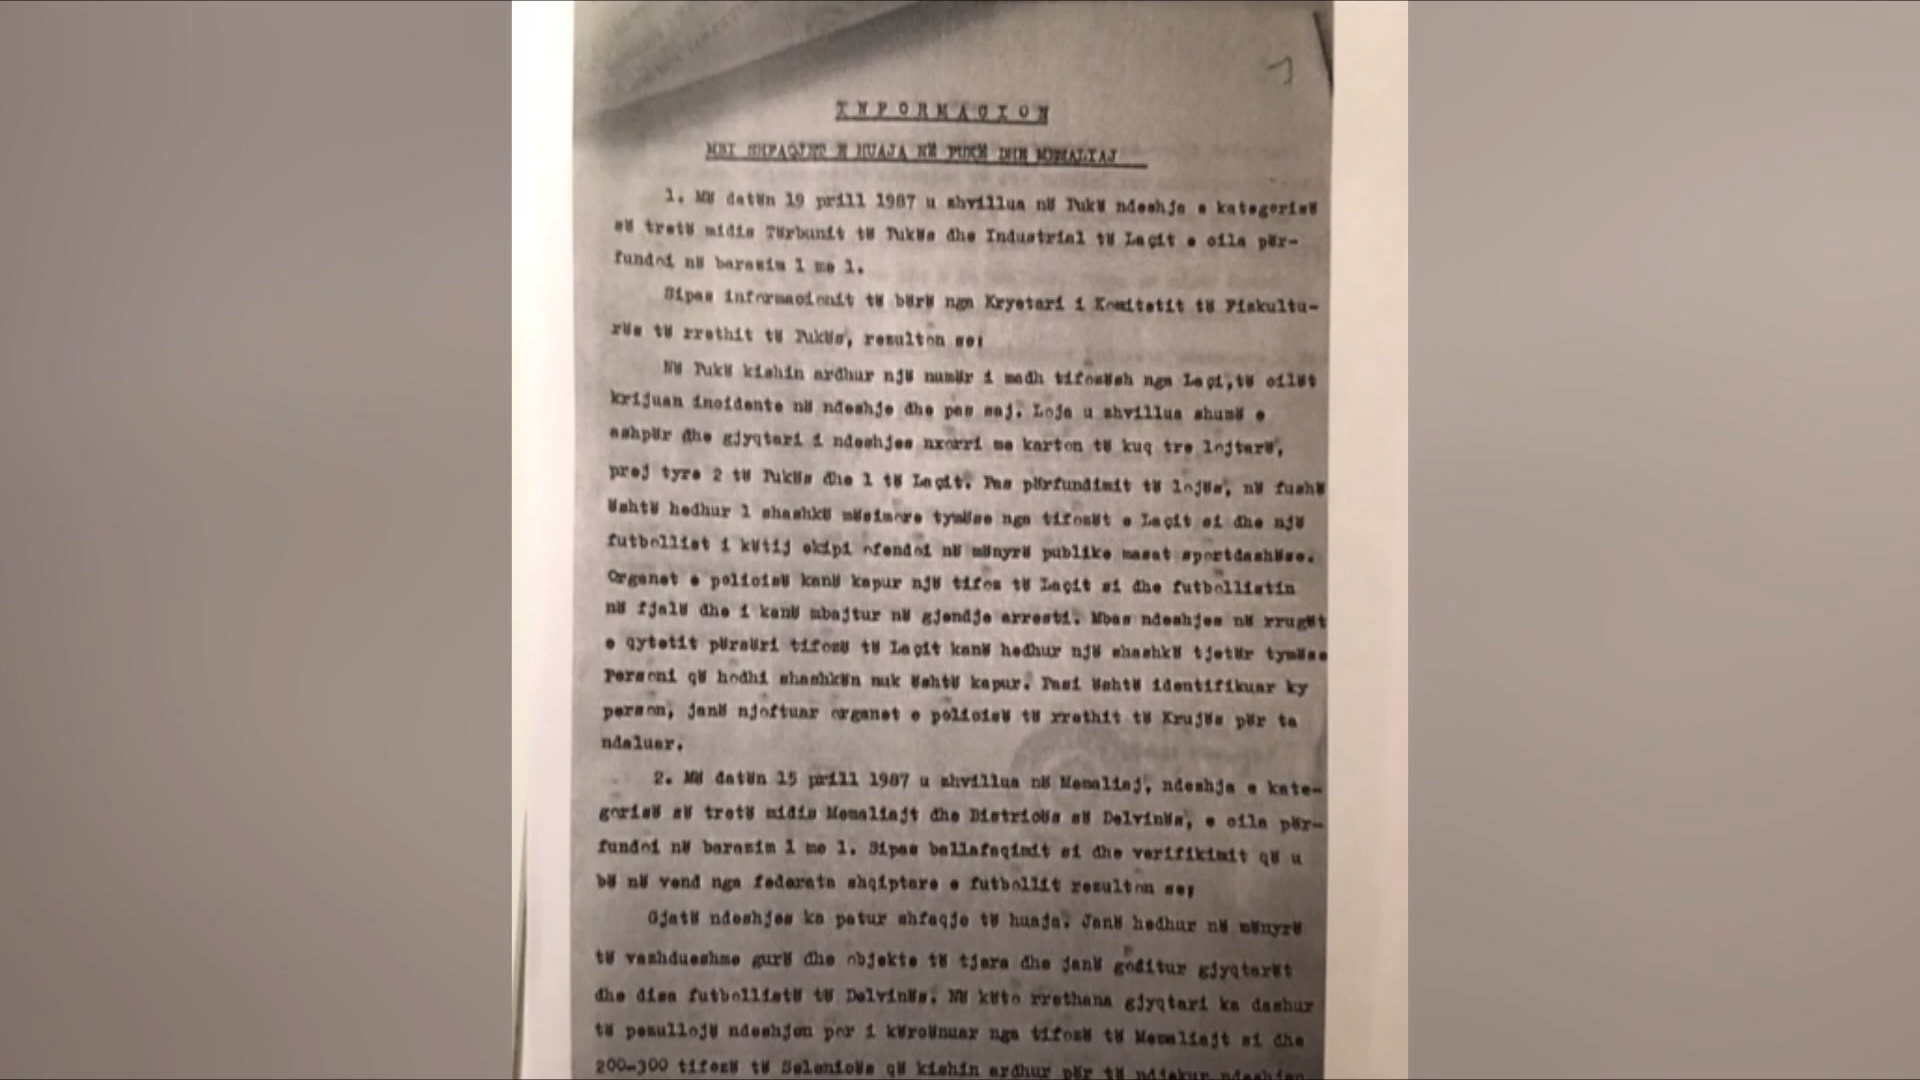 I N F O R M A C I O N
MBI SHFAQJET E HUAJA NË PUKË DHE MEMALIAJ
1. Më datën 19 prill 1987 u zhvillua në Pukë ndeshja e kategorisë
së tretë midis Tërbunit të Pukës dhe Industrial të Laçit e cila për-
fundoi në barazim 1 me 1.
Sipas informacionit të bërë nga Kryetari i Komitetit të Fiskultu-
rës të rrethit të Pukës, rezulton se:
Në Pukë kishin ardhur një numër i madh tifozësh nga Laçi,të cilët
krijuan incidente në ndeshje dhe pas saj. Loja u zhvillua shumë e
ashpër dhe gjyqtari i ndeshjes nxorri me karton të kuq tre lojtarë,
prej tyre 2 të Pukës dhe 1 të Laçit. Pas përfundimit të lojës, në fushë
është hedhur 1 shashkë mësimore tymëse nga tifozët e Laçit si dhe një
futbollist i këtij ekipi ofendoi në mënyrë publike masat sportdashëse.
Organet e policisë kanë kapur një tifoz të Laçit si dhe futbollistin
në fjalë dhe i kanë mbajtur në gjendje arresti. Mbas ndeshjes në rrugët
e qytetit përsëri tifozë të Laçit kanë hedhur një shashkë tjetër tymëse
Personi që hodhi shashkën nuk është kapur. Pasi është identifikuar ky
person, janë njoftuar organet e policisë të rrethit të Krujës për ta
ndaluar.
2. Më datën 15 prill 1987 u zhvillua në Memaliaj, ndeshja e kate-
gorisë së tretë midis Memaliajt dhe Bistricës së Delvinës, e cila për-
fundoi në barazim 1 me 1. Sipas ballafaqimit si dhe verifikimit që u
bë në vend nga federata shqiptare e futbollit rezulton se;
Gjatë ndeshjes ka patur shfaqje të huaja. Janë hedhur në mënyrë
të vazhdueshme gurë dhe objekte të tjera dhe janë goditur gjyqtarët
dhe disa futbollistë të Delvinës. Në këto rrethana gjyqtari ka dashur
të pezullojë ndeshjen por i kërcënuar nga tifozë të Memaliajt si dhe
200-300 tifozë të Selenicës që kishin ardhur për të ndjekur ndeshjen